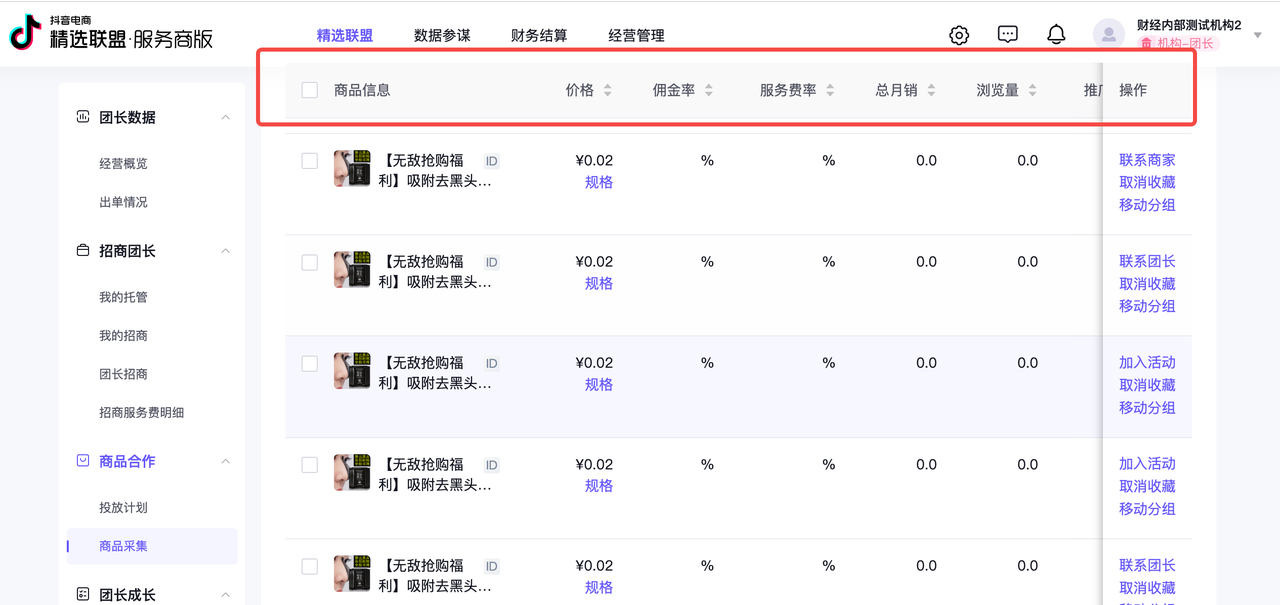 抖音电商
精选联盟·服务商版
精选联盟 数据参谋 财务结算 经营管理
财经内部测试机构2
机构-团长
团长数据
经营概览
出单情况
招商团长
我的托管
我的招商
团长招商
招商服务费明细
商品合作
投放计划
商品采集
团长成长
商品信息 价格 佣金率 服务费率 总月销 浏览量 操作
【无敌抢购福 ID ¥0.02 % % 0.0 0.0 联系商家
利】吸附去黑头... 规格 取消收藏
移动分组
【无敌抢购福 ID ¥0.02 % % 0.0 0.0 联系团长
利】吸附去黑头... 规格 取消收藏
移动分组
【无敌抢购福 ID ¥0.02 % % 0.0 0.0 加入活动
利】吸附去黑头... 规格 取消收藏
移动分组
【无敌抢购福 ID ¥0.02 % % 0.0 0.0 加入活动
利】吸附去黑头... 规格 取消收藏
移动分组
【无敌抢购福 ID ¥0.02 % % 0.0 0.0 联系团长
利】吸附去黑头... 规格 取消收藏